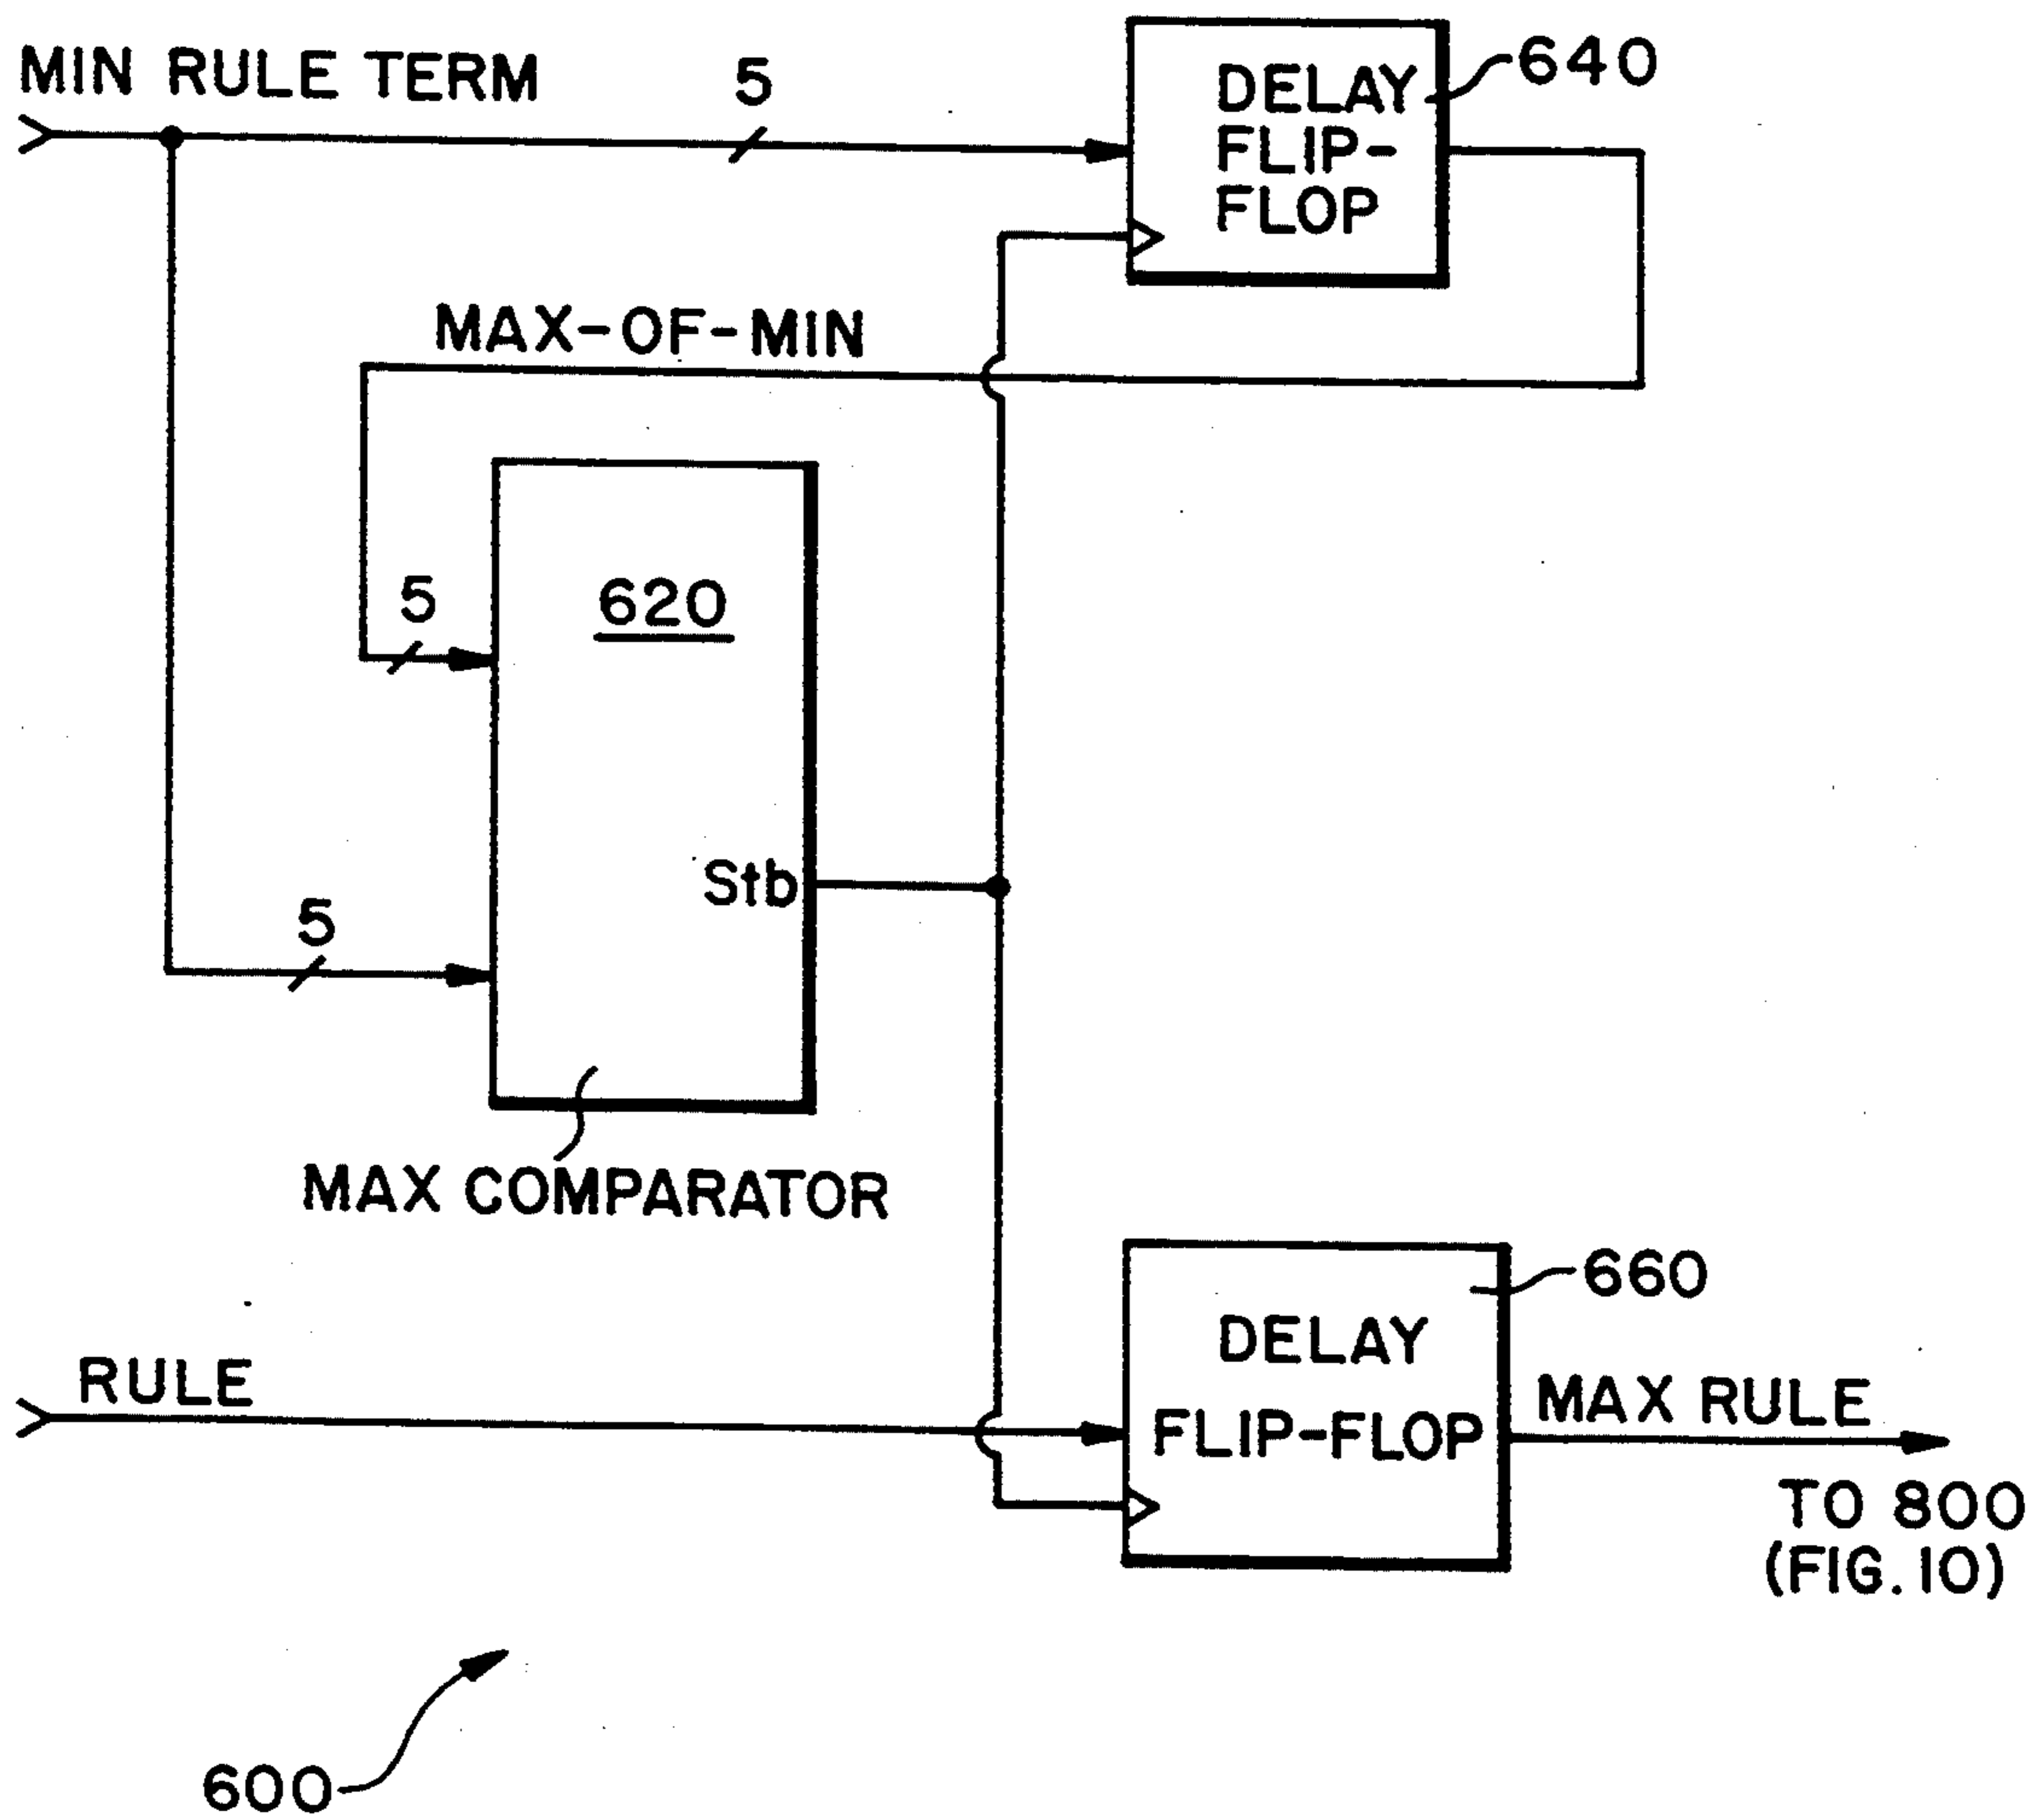 MIN RULE TERM
5
DELAY
FLIP-
FLOP
640
MAX-OF-MIN
5
620
Stb
5
MAX COMPARATOR
RULE
DELAY
FLIP-FLOP
660
MAX RULE
TO 800
(FIG.10)
600